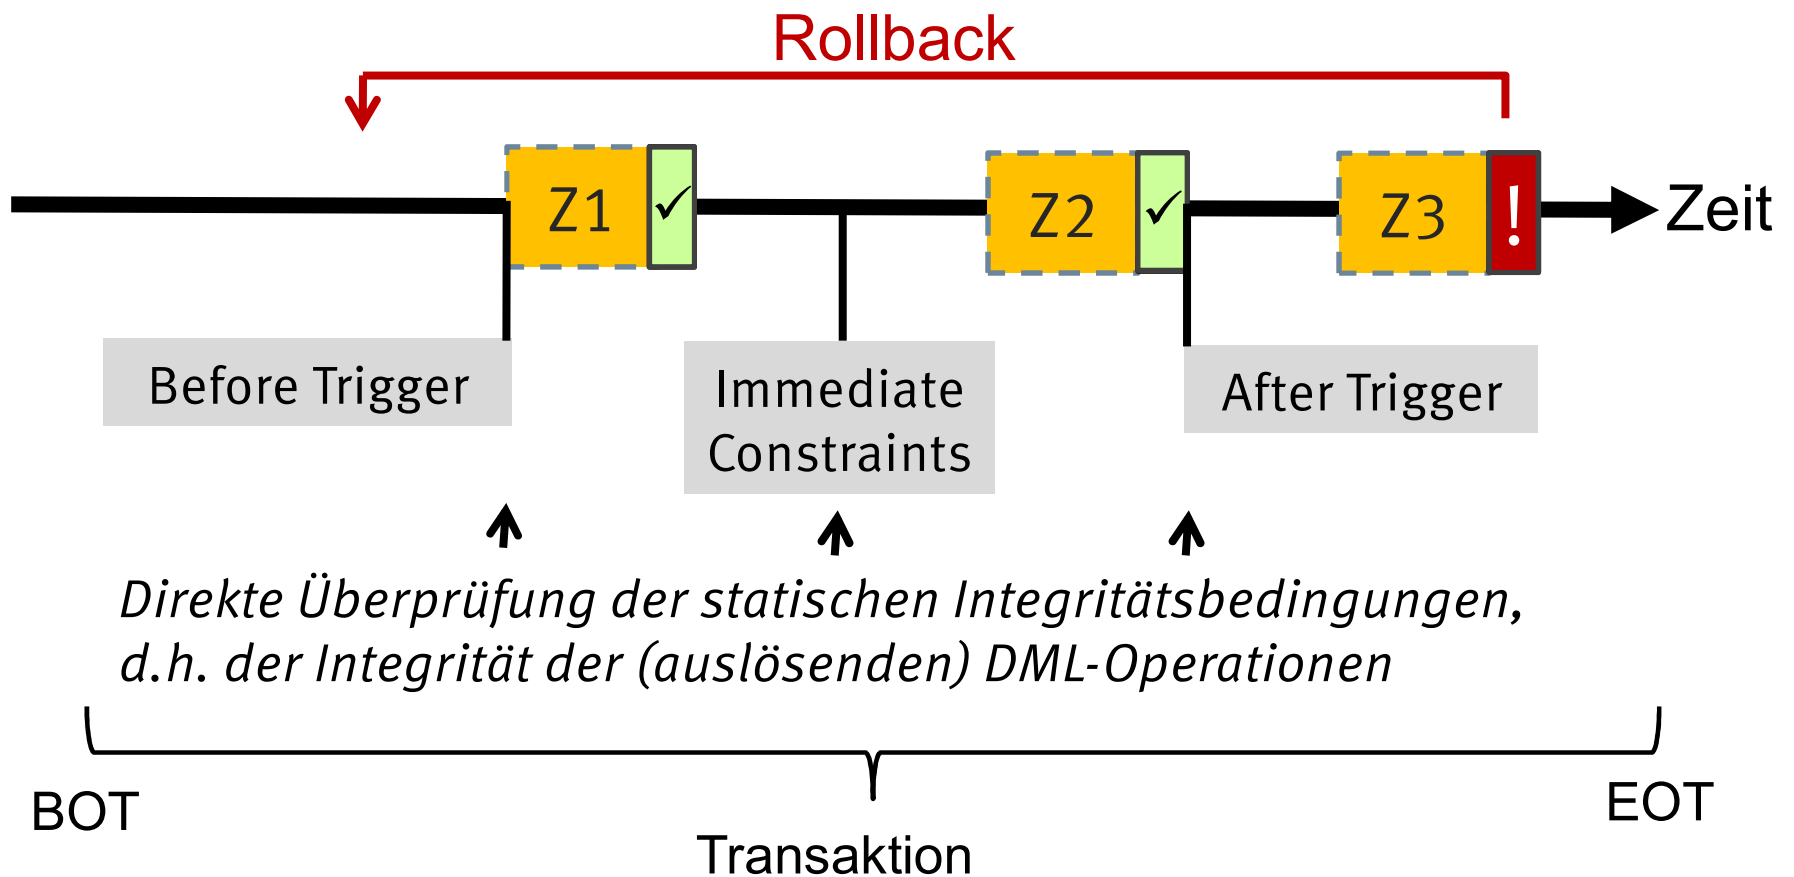 Rollback
Z1 ✓
Z2 ✓
Z3 !
Zeit
Before Trigger
Immediate
Constraints
After Trigger
Direkte Überprüfung der statischen Integritätsbedingungen,
d.h. der Integrität der (auslösenden) DML-Operationen
BOT
EOT
Transaktion